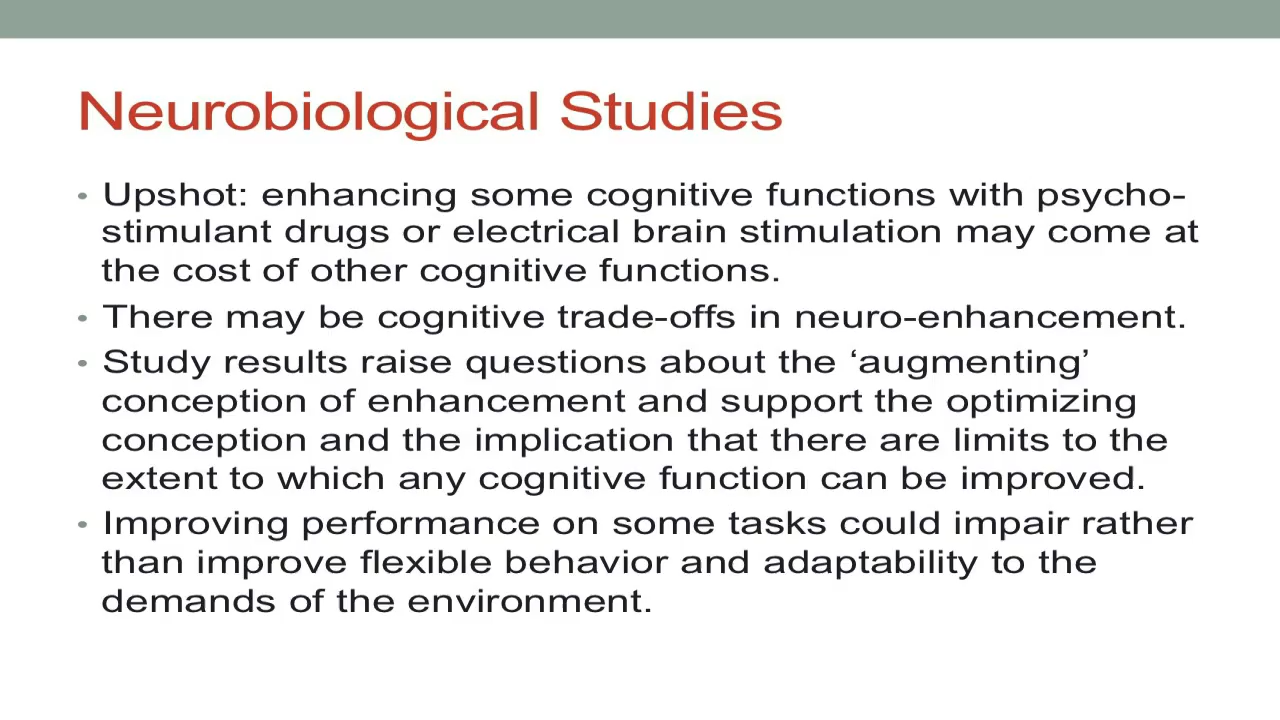 Neurobiological Studies
• Upshot: enhancing some cognitive functions with psycho-
stimulant drugs or electrical brain stimulation may come at
the cost of other cognitive functions.
• There may be cognitive trade-offs in neuro-enhancement.
• Study results raise questions about the ‘augmenting’
conception of enhancement and support the optimizing
conception and the implication that there are limits to the
extent to which any cognitive function can be improved.
• Improving performance on some tasks could impair rather
than improve flexible behavior and adaptability to the
demands of the environment.